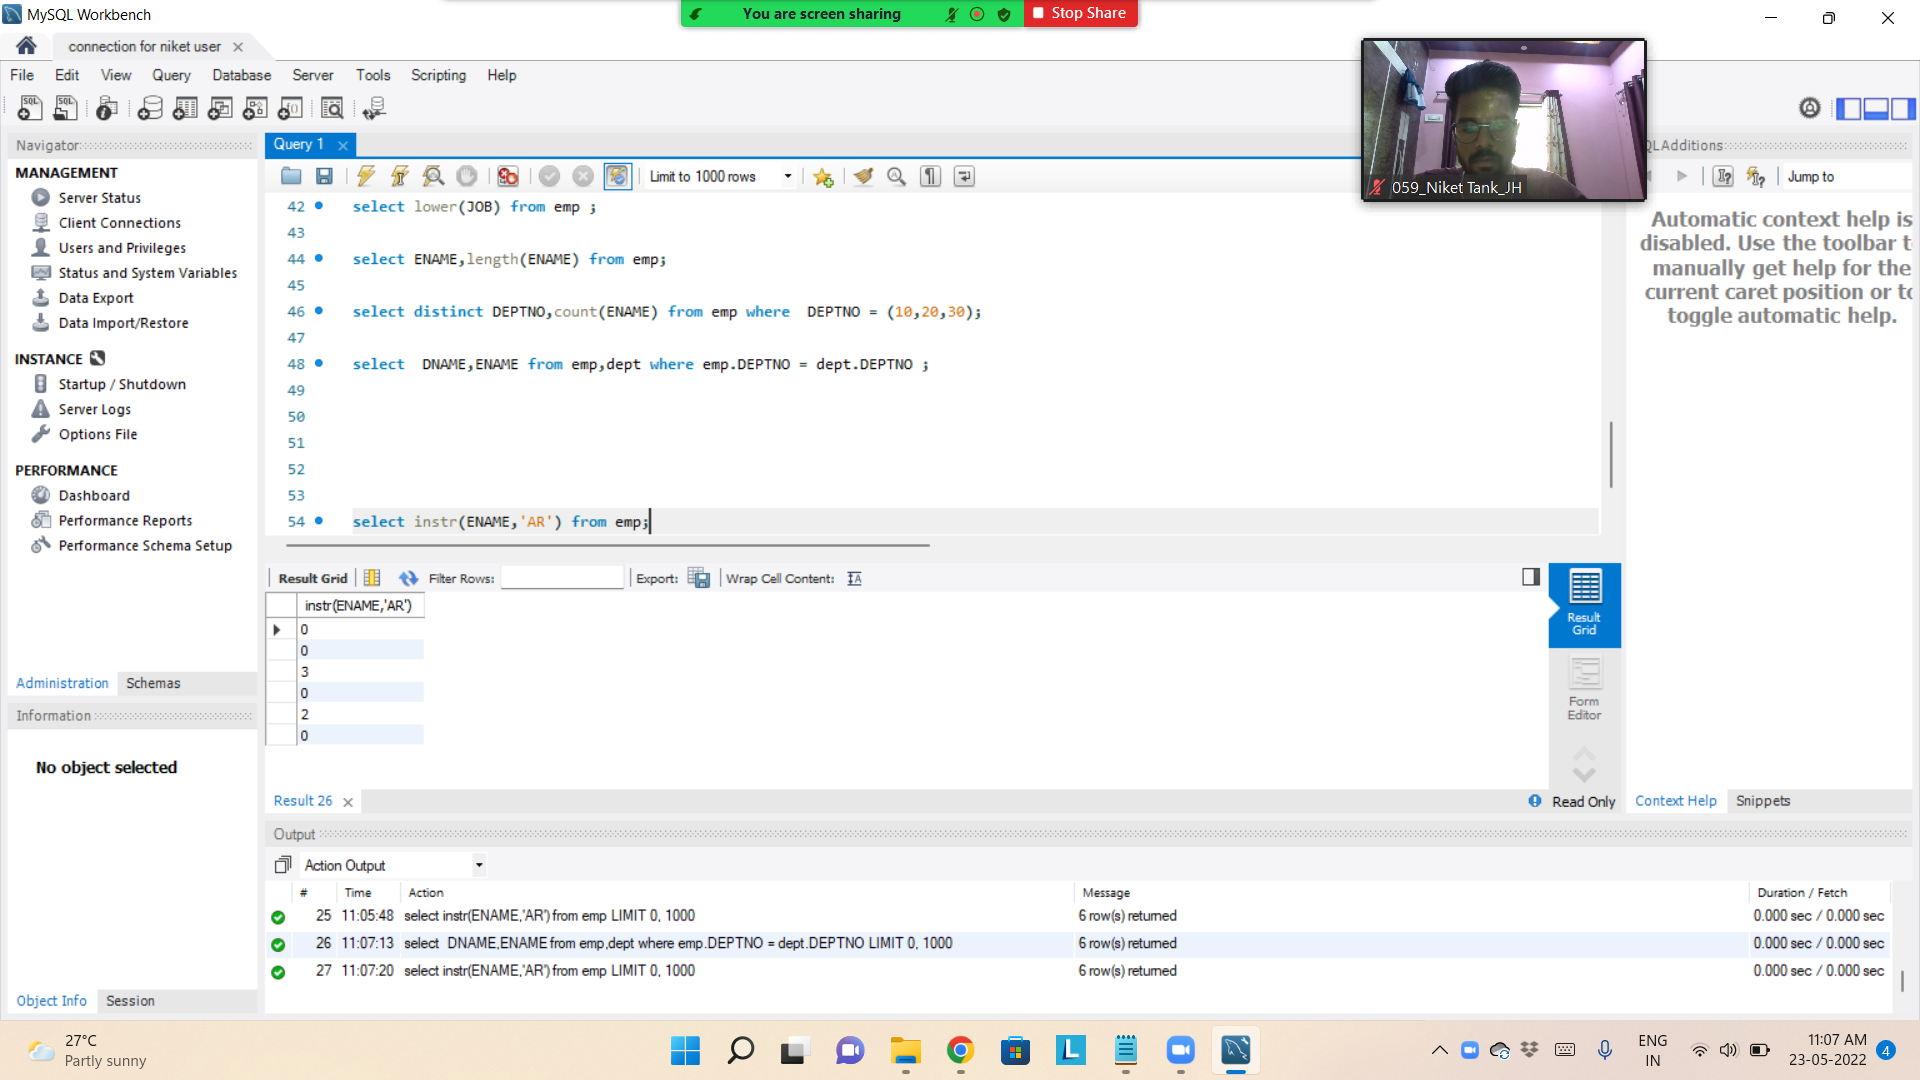 MySQL Workbench
You are screen sharing
Stop Share
connection for niket user
File Edit View Query Database Server Tools Scripting Help
059_Niket Tank_JH
Navigator
MANAGEMENT
Server Status
Client Connections
Users and Privileges
Status and System Variables
Data Export
Data Import/Restore
INSTANCE
Startup / Shutdown
Server Logs
Options File
PERFORMANCE
Dashboard
Performance Reports
Performance Schema Setup
Administration Schemas
Information
No object selected
Object Info Session
Query 1
Limit to 1000 rows
42 select lower(JOB) from emp ;
43
44 select ENAME,length(ENAME) from emp;
45
46 select distinct DEPTNO,count(ENAME) from emp where  DEPTNO = (10,20,30);
47
48 select  DNAME,ENAME from emp,dept where emp.DEPTNO = dept.DEPTNO ;
49
50
51
52
53
54 select instr(ENAME,'AR') from emp;
Result Grid Filter Rows: Export: Wrap Cell Content:
instr(ENAME,'AR')
0
0
3
0
2
0
Result Grid
Form Editor
Result 26
Read Only
QLAdditions
Jump to
Automatic context help is
disabled. Use the toolbar t
manually get help for the
current caret position or to
toggle automatic help.
Context Help Snippets
Output
Action Output
# Time Action Message Duration / Fetch
25 11:05:48 select instr(ENAME,'AR') from emp LIMIT 0, 1000 6 row(s) returned 0.000 sec / 0.000 sec
26 11:07:13 select  DNAME,ENAME from emp,dept where emp.DEPTNO = dept.DEPTNO LIMIT 0, 1000 6 row(s) returned 0.000 sec / 0.000 sec
27 11:07:20 select instr(ENAME,'AR') from emp LIMIT 0, 1000 6 row(s) returned 0.000 sec / 0.000 sec
27°C
Partly sunny
ENG
IN
11:07 AM
23-05-2022
4